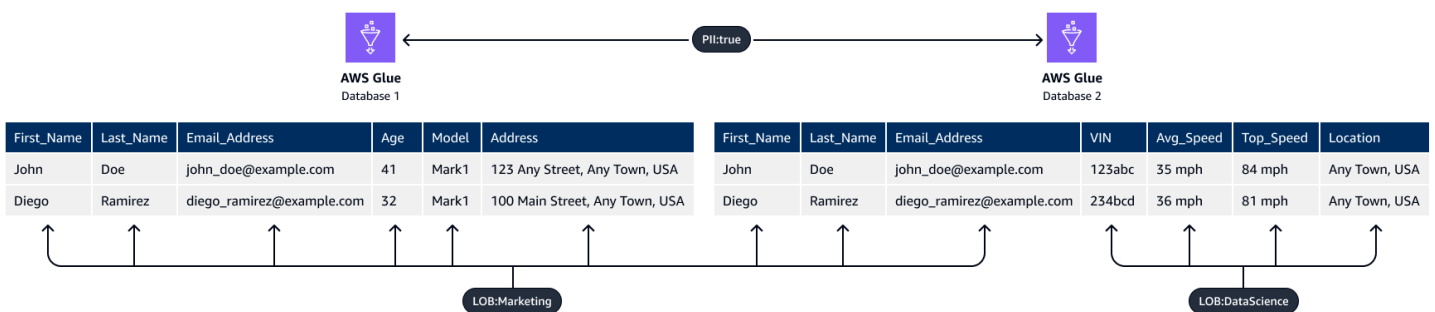 PII:true
AWS Glue
Database 1
AWS Glue
Database 2
First_Name Last_Name Email_Address Age Model Address
John Doe john_doe@example.com 41 Mark1 123 Any Street, Any Town, USA
Diego Ramirez diego_ramirez@example.com 32 Mark1 100 Main Street, Any Town, USA
First_Name Last_Name Email_Address VIN Avg_Speed Top_Speed Location
John Doe john_doe@example.com 123abc 35 mph 84 mph Any Town, USA
Diego Ramirez diego_ramirez@example.com 234bcd 36 mph 81 mph Any Town, USA
LOB:Marketing
LOB:DataScience